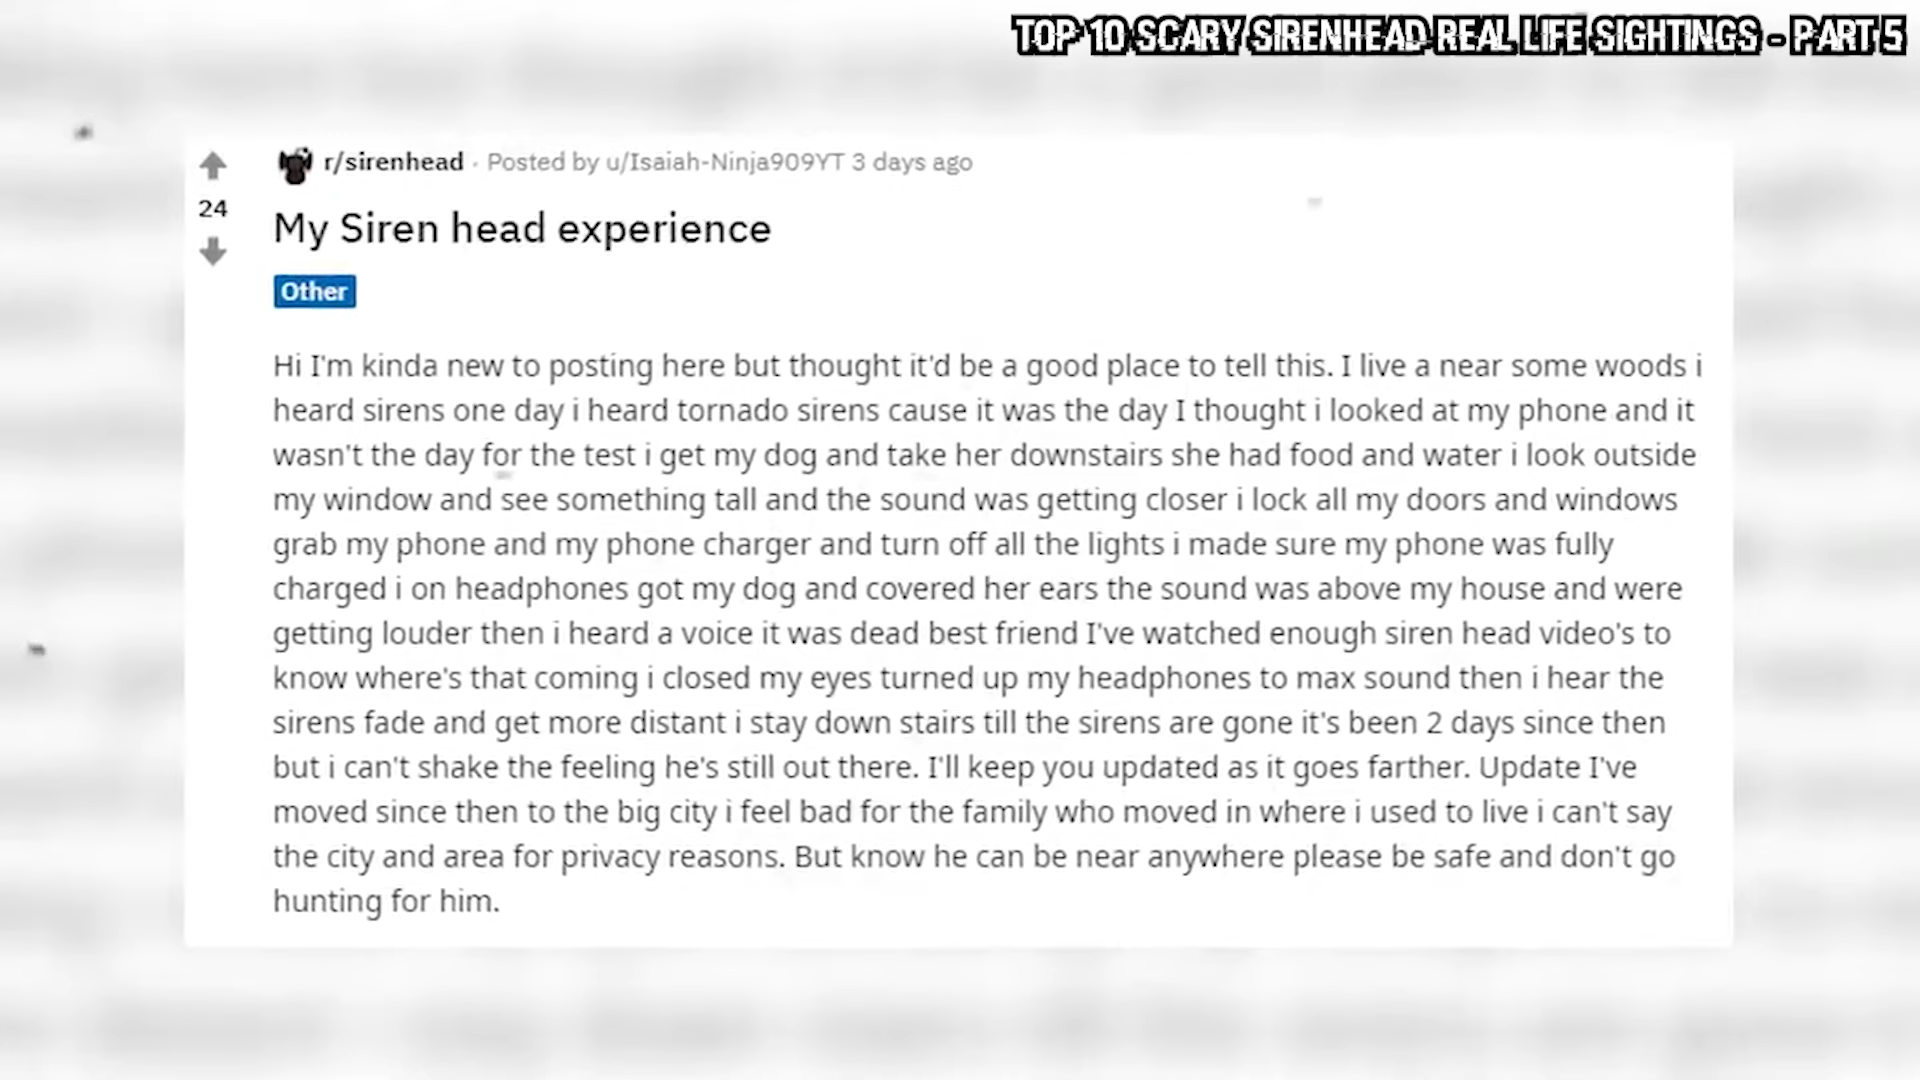 TOP 10 SCARY SIRENHEAD REAL LIFE SIGHTINGS - PART 5
r/sirenhead · Posted by u/Isaiah-Ninja909YT 3 days ago
24
My Siren head experience
Other
Hi I'm kinda new to posting here but thought it'd be a good place to tell this. I live a near some woods i
heard sirens one day i heard tornado sirens cause it was the day I thought i looked at my phone and it
wasn't the day for the test i get my dog and take her downstairs she had food and water i look outside
my window and see something tall and the sound was getting closer i lock all my doors and windows
grab my phone and my phone charger and turn off all the lights i made sure my phone was fully
charged i on headphones got my dog and covered her ears the sound was above my house and were
getting louder then i heard a voice it was dead best friend I've watched enough siren head video's to
know where's that coming i closed my eyes turned up my headphones to max sound then i hear the
sirens fade and get more distant i stay down stairs till the sirens are gone it's been 2 days since then
but i can't shake the feeling he's still out there. I'll keep you updated as it goes farther. Update I've
moved since then to the big city i feel bad for the family who moved in where i used to live i can't say
the city and area for privacy reasons. But know he can be near anywhere please be safe and don't go
hunting for him.